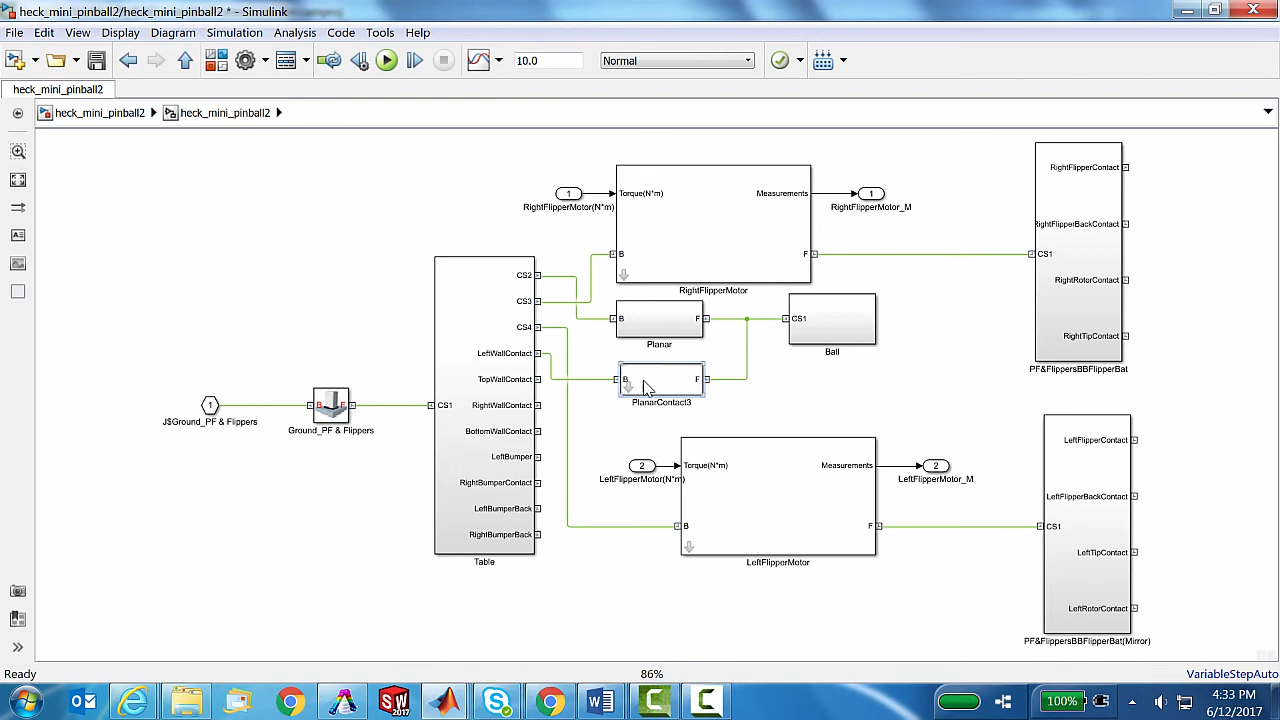 heck_mini_pinball2/heck_mini_pinball2 * - Simulink
File Edit View Display Diagram Simulation Analysis Code Tools Help
10.0 Normal
heck_mini_pinball2
heck_mini_pinball2 heck_mini_pinball2
RightFlipperContact
1 Torque(N*m) Measurements 1
RightFlipperMotor(N*m) RightFlipperMotor_M
RightFlipperBackContact
B F CS1
CS2 RightRotorContact
RightFlipperMotor
CS3
B F CS1
CS4 RightTipContact
Planar Ball
LeftWallContact
PF&FlippersBBFlipperBat
TopWallContact B F
PlanarContact3
1 B F CS1 RightWallContact
J$Ground_PF & Flippers Ground_PF & Flippers
BottomWallContact
LeftFlipperContact
LeftBumper
2 Torque(N*m) Measurements 2
LeftFlipperMotor(N*m) LeftFlipperMotor_M
RightBumperContact
LeftFlipperBackContact
LeftBumperBack
B F CS1
RightBumperBack
LeftTipContact
Table LeftFlipperMotor
LeftRotorContact
PF&FlippersBBFlipperBat(Mirror)
Ready 86% VariableStepAuto
SW 2017 100% 4:33 PM
6/12/2017